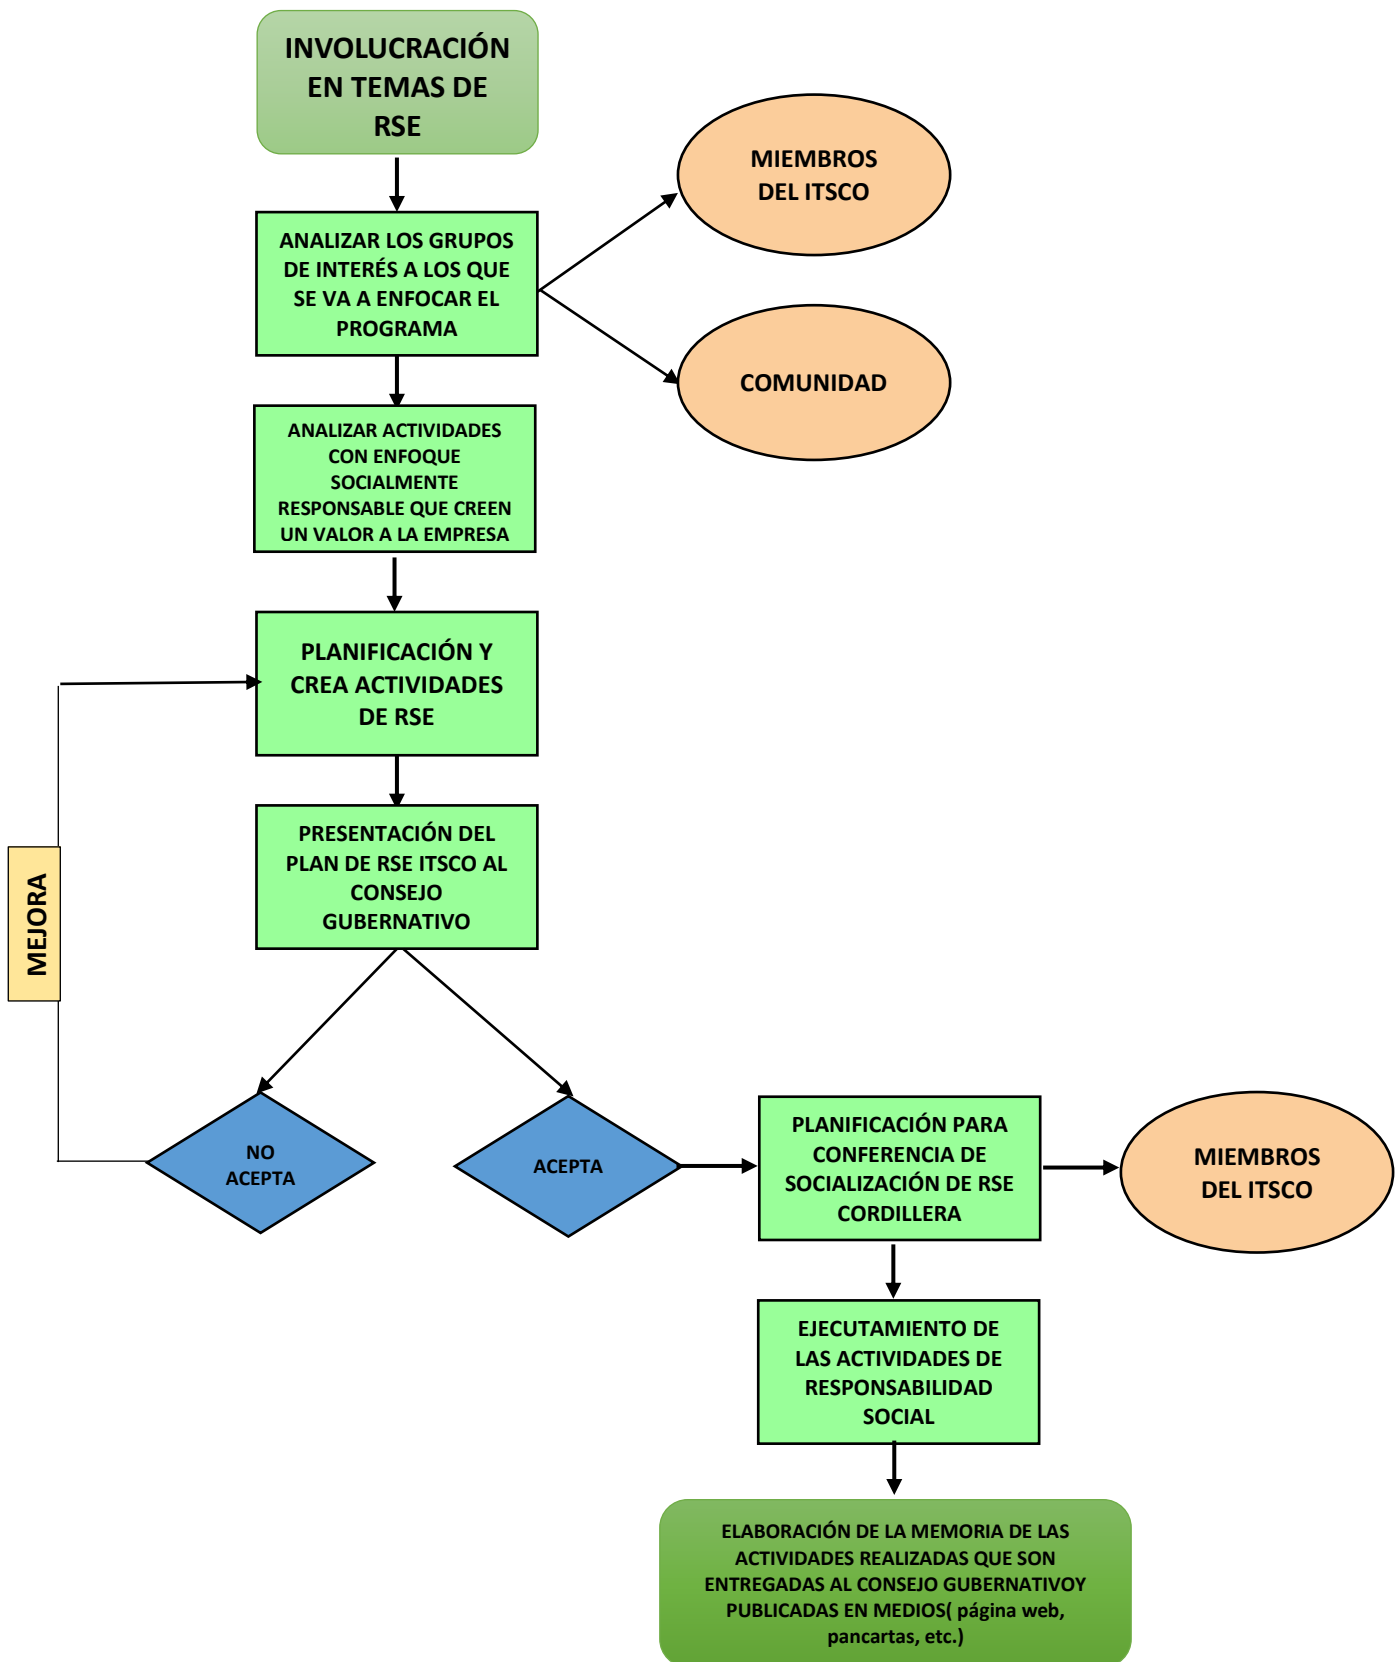 INVOLUCRACIÓN
EN TEMAS DE
RSE
MIEMBROS
DEL ITSCO
ANALIZAR LOS GRUPOS
DE INTERÉS A LOS QUE
SE VA A ENFOCAR EL
PROGRAMA
COMUNIDAD
ANALIZAR ACTIVIDADES
CON ENFOQUE
SOCIALMENTE
RESPONSABLE QUE CREEN
UN VALOR A LA EMPRESA
PLANIFICACIÓN Y
CREA ACTIVIDADES
DE RSE
PRESENTACIÓN DEL
PLAN DE RSE ITSCO AL
CONSEJO
GUBERNATIVO
MEJORA
NO
ACEPTA
ACEPTA
PLANIFICACIÓN PARA
CONFERENCIA DE
SOCIALIZACIÓN DE RSE
CORDILLERA
MIEMBROS
DEL ITSCO
EJECUTAMIENTO DE
LAS ACTIVIDADES DE
RESPONSABILIDAD
SOCIAL
ELABORACIÓN DE LA MEMORIA DE LAS
ACTIVIDADES REALIZADAS QUE SON
ENTREGADAS AL CONSEJO GUBERNATIVOY
PUBLICADAS EN MEDIOS( página web,
pancartas, etc.)